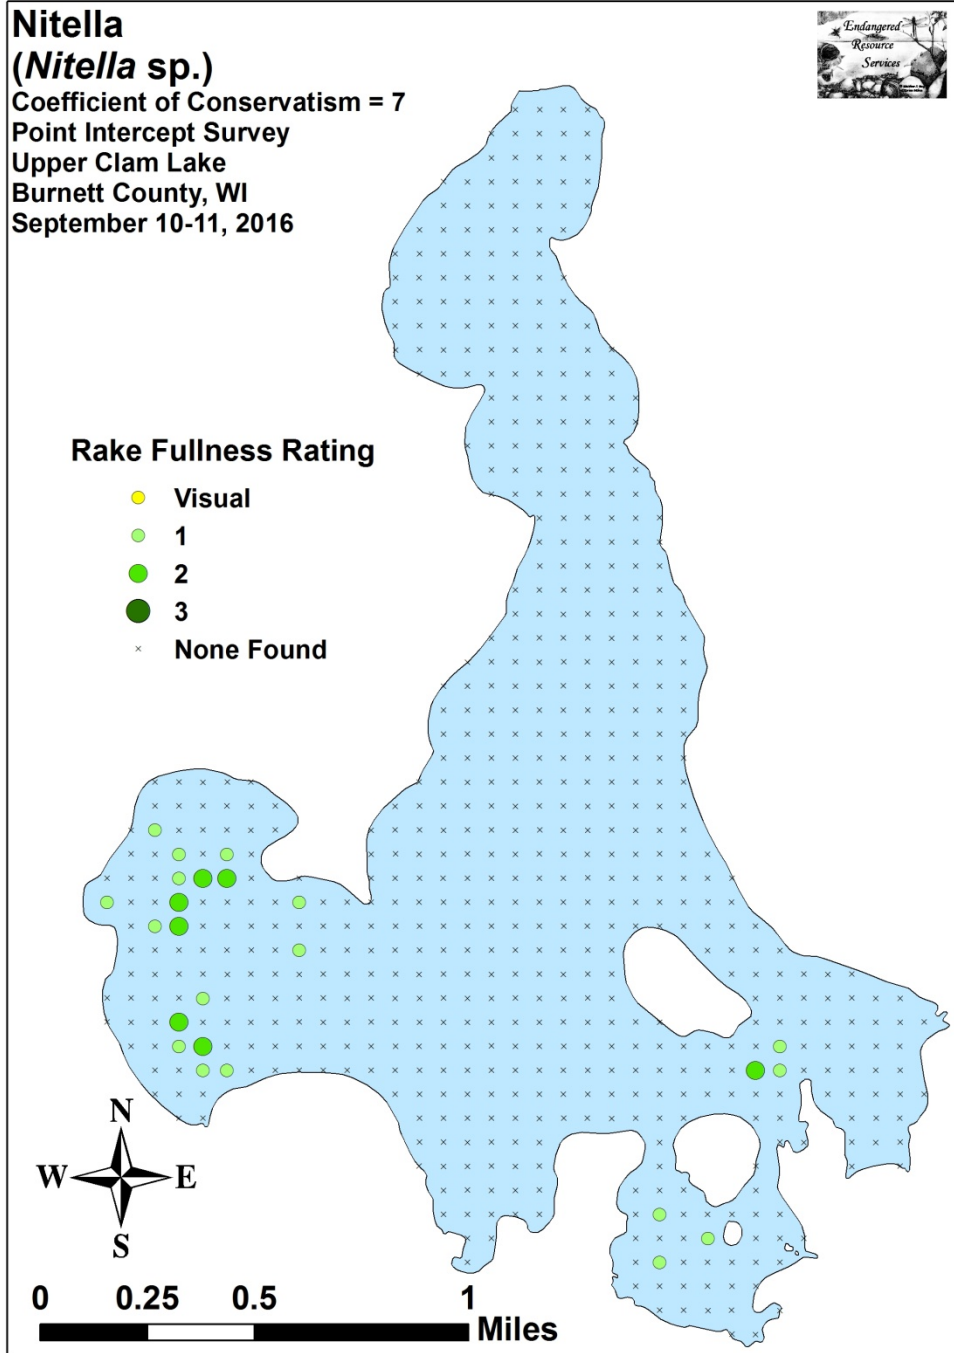 Nitella
(Nitella sp.)
Coefficient of Conservatism = 7
Point Intercept Survey
Upper Clam Lake
Burnett County, WI
September 10-11, 2016
Endangered
Resource
Services
Rake Fullness Rating
Visual
1
2
3
None Found
N
W E
S
0 0.25 0.5 1
Miles